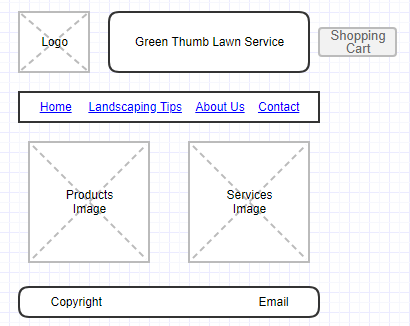 Logo
Green Thumb Lawn Service
Shopping
Cart
Home Landscaping Tips About Us Contact
Products
Image
Services
Image
Copyright Email